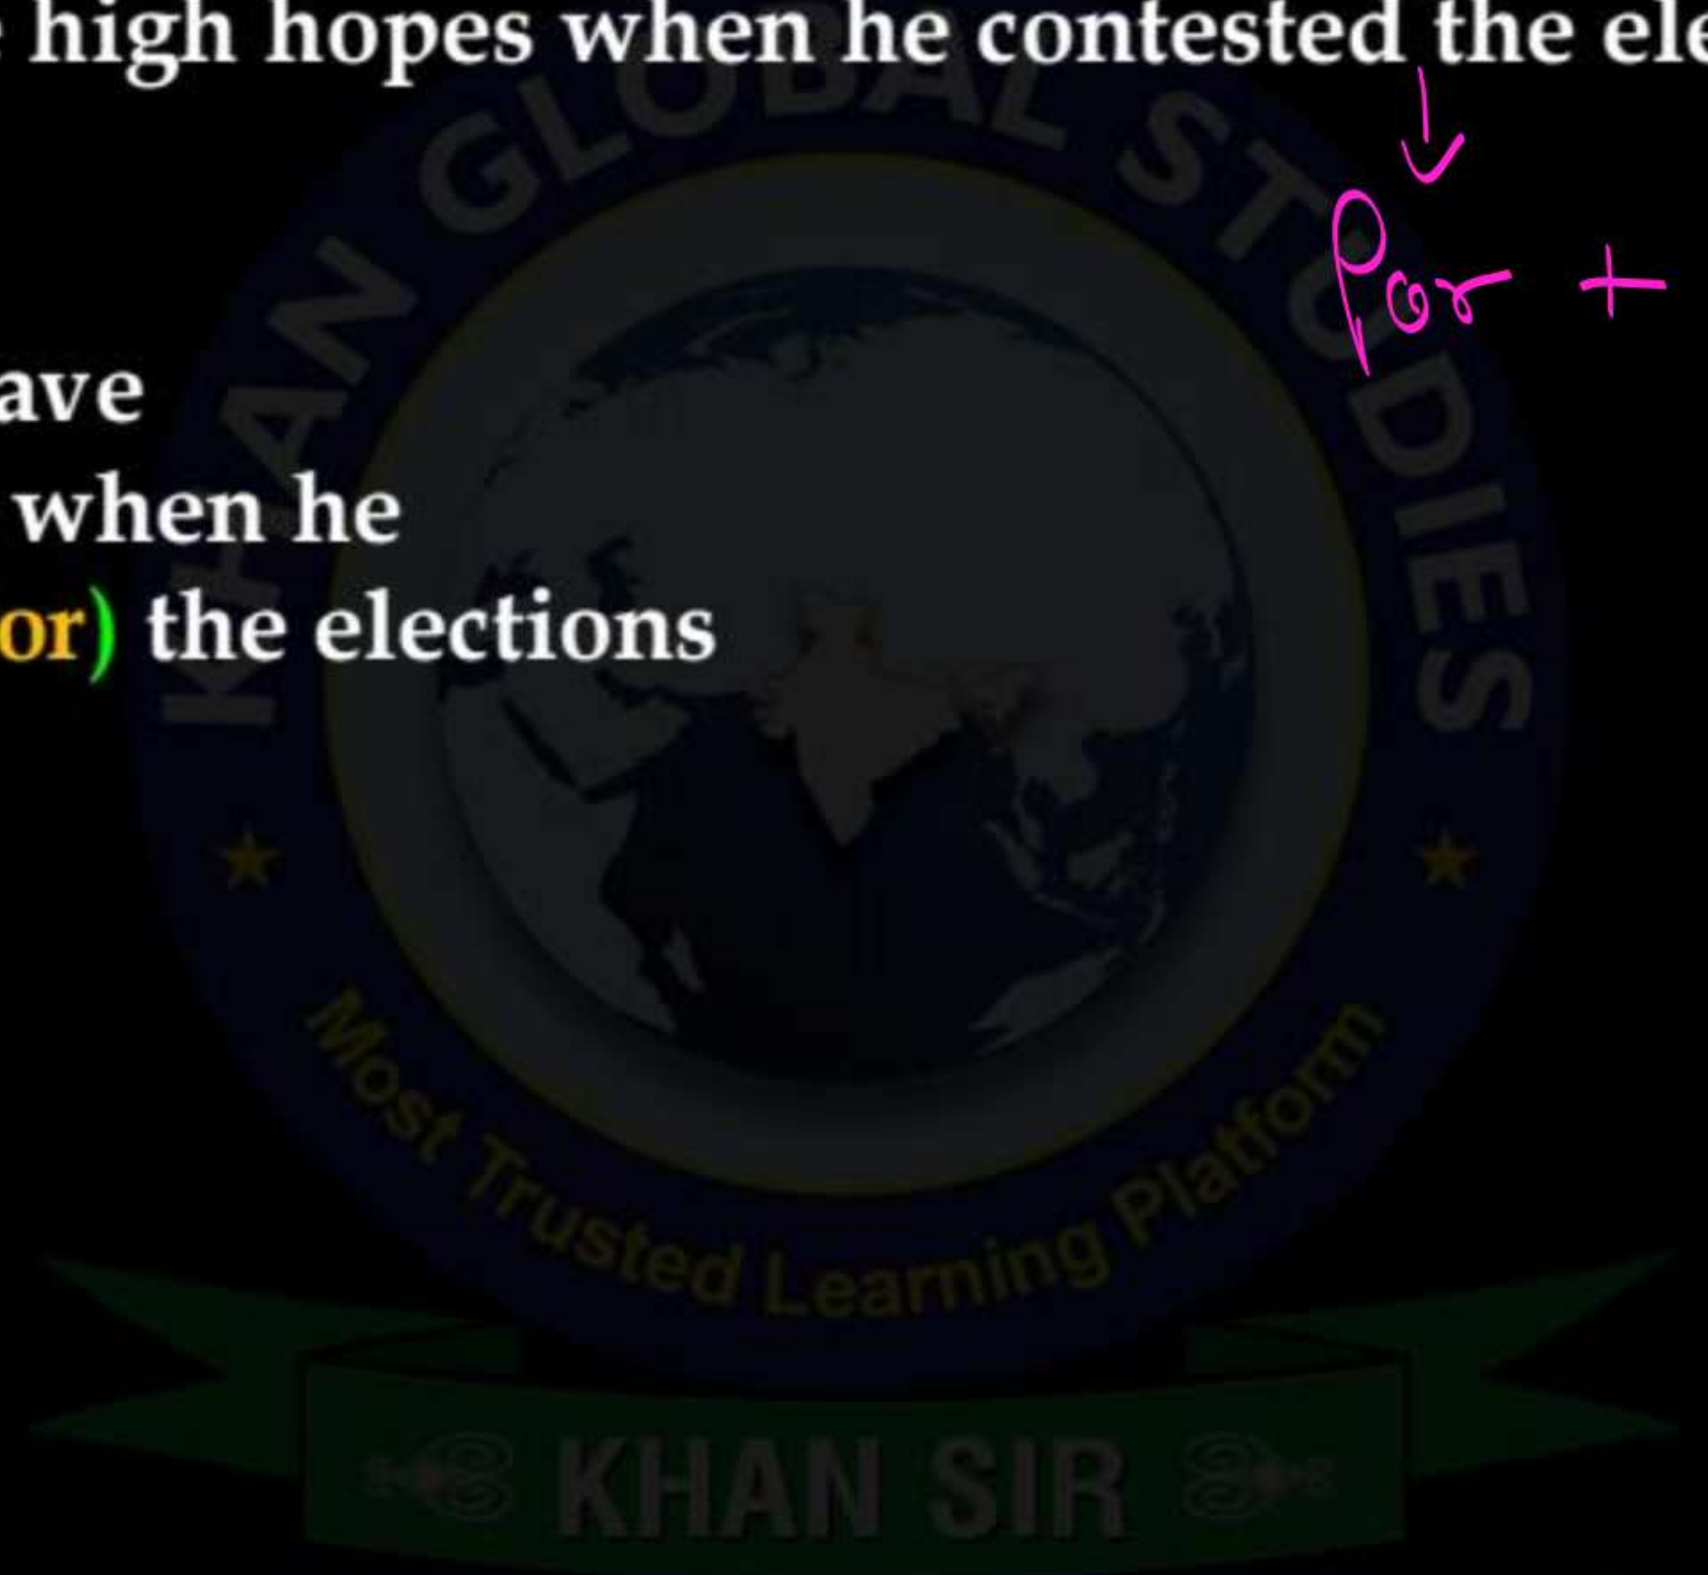 high hopes when he contested the
Por +
ave
when he
or) the elections
KHAN GLOBAL STUDIES
Most Trusted Learning Platform
KHAN SIR